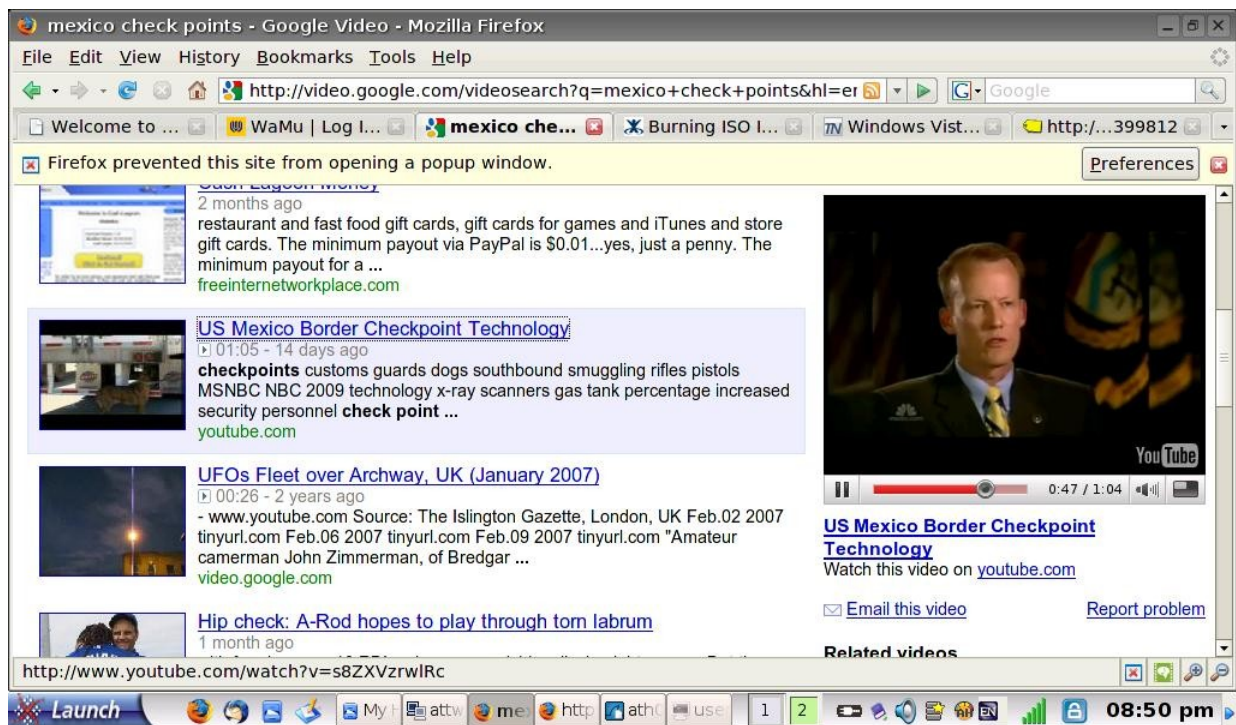 mexico check points - Google Video - Mozilla Firefox
File Edit View History Bookmarks Tools Help
http://video.google.com/videosearch?q=mexico+check+points&hl=en
G Google
Welcome to ...
WaMu | Log I...
mexico che...
Burning ISO I...
TN Windows Vist...
http:/...399812
Firefox prevented this site from opening a popup window.
Preferences
Cash Lagoon Money
2 months ago
restaurant and fast food gift cards, gift cards for games and iTunes and store
gift cards. The minimum payout via PayPal is $0.01...yes, just a penny. The
minimum payout for a ...
freeinternetworkplace.com
US Mexico Border Checkpoint Technology
01:05 - 14 days ago
checkpoints customs guards dogs southbound smuggling rifles pistols
MSNBC NBC 2009 technology x-ray scanners gas tank percentage increased
security personnel check point ...
youtube.com
UFOs Fleet over Archway, UK (January 2007)
00:26 - 2 years ago
- www.youtube.com Source: The Islington Gazette, London, UK Feb.02 2007
tinyurl.com Feb.06 2007 tinyurl.com Feb.09 2007 tinyurl.com "Amateur
camerman John Zimmerman, of Bredgar ...
video.google.com
Hip check: A-Rod hopes to play through torn labrum
1 month ago
YouTube
0:47 / 1:04
US Mexico Border Checkpoint
Technology
Watch this video on youtube.com
Email this video
Report problem
Related videos
http://www.youtube.com/watch?v=s8ZXVzrwlRc
Launch
My
attw
me
http
ath
use
1 2
EN
08:50 pm